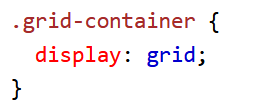 .grid-container {
  display: grid;
}